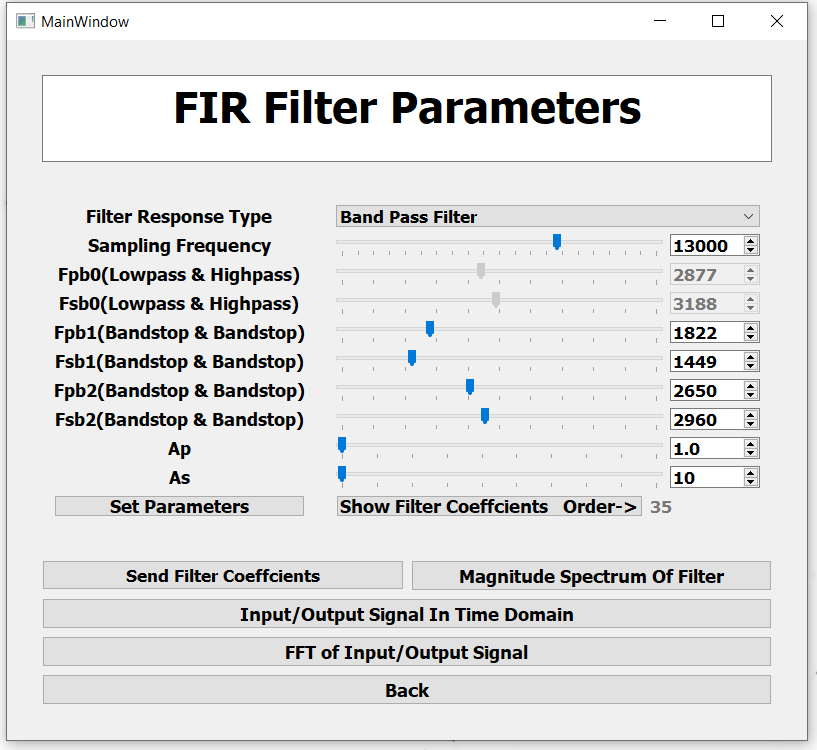 MainWindow
FIR Filter Parameters
Filter Response Type Band Pass Filter
Sampling Frequency 13000
Fpb0(Lowpass & Highpass) 2877
Fsb0(Lowpass & Highpass) 3188
Fpb1(Bandstop & Bandstop) 1822
Fsb1(Bandstop & Bandstop) 1449
Fpb2(Bandstop & Bandstop) 2650
Fsb2(Bandstop & Bandstop) 2960
Ap 1.0
As 10
Set Parameters Show Filter Coeffcients Order-> 35
Send Filter Coeffcients Magnitude Spectrum Of Filter
Input/Output Signal In Time Domain
FFT of Input/Output Signal
Back